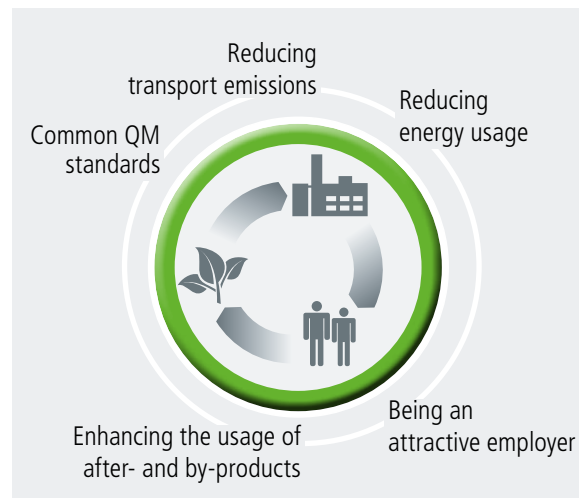 Reducing
transport emissions
Reducing
energy usage
Common QM
standards
Being an
attractive employer
Enhancing the usage of
after- and by-products